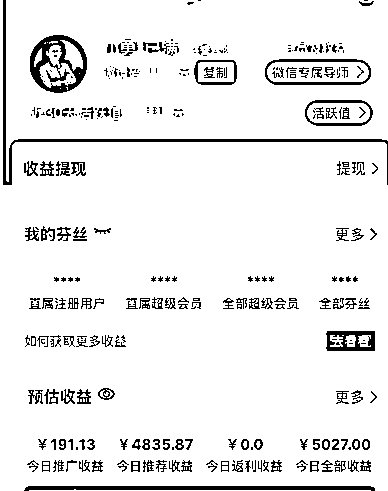 复制
微信专属导师 >
活跃值 >
收益提现 提现 >
我的芬丝 更多 >
**** **** **** ****
直属注册用户 直属超级会员 全部超级会员 全部芬丝
如何获取更多收益 去看看
预估收益 更多 >
¥191.13 ¥4835.87 ¥0.0 ¥5027.00
今日推广收益 今日推荐收益 今日返利收益 今日全部收益